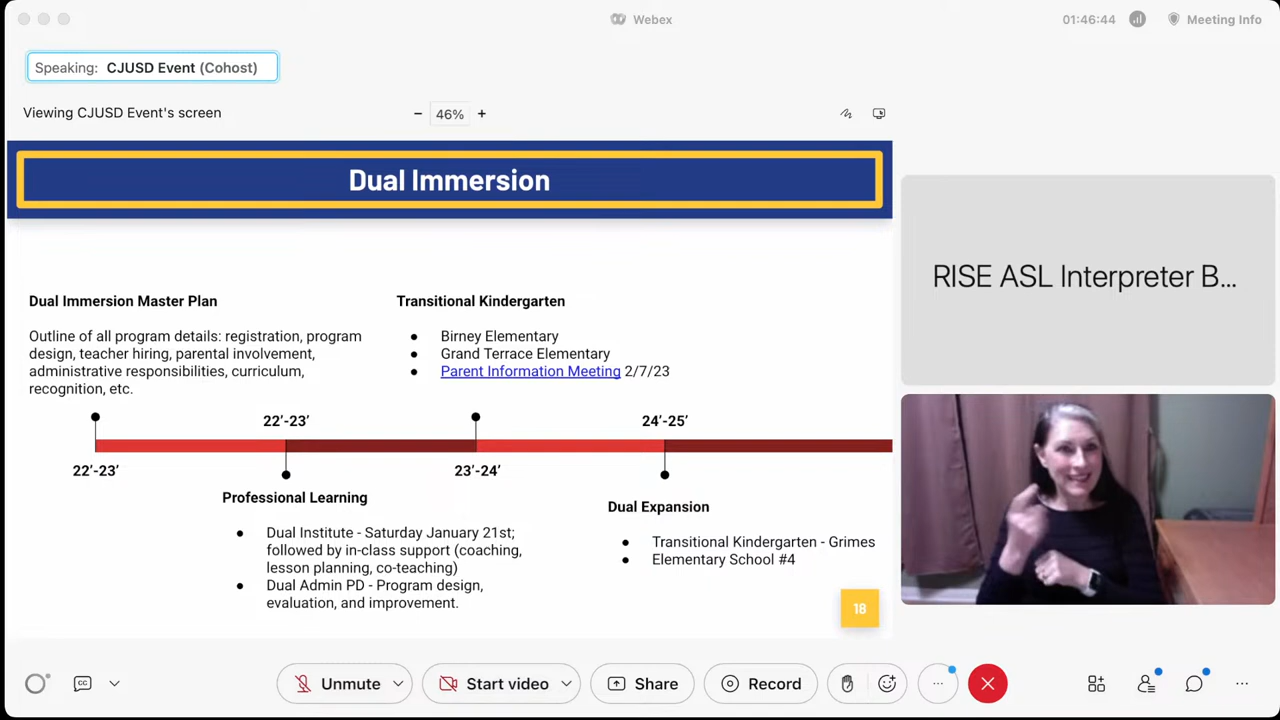 Webex
01:46:44
Meeting Info
Speaking: CJUSD Event (Cohost)
Viewing CJUSD Event's screen
− 46% +
Dual Immersion
Dual Immersion Master Plan
Outline of all program details: registration, program
design, teacher hiring, parental involvement,
administrative responsibilities, curriculum,
recognition, etc.
Transitional Kindergarten
● Birney Elementary
● Grand Terrace Elementary
● Parent Information Meeting 2/7/23
22’-23’
24’-25’
22’-23’
23’-24’
Professional Learning
● Dual Institute - Saturday January 21st;
followed by in-class support (coaching,
lesson planning, co-teaching)
● Dual Admin PD - Program design,
evaluation, and improvement.
Dual Expansion
● Transitional Kindergarten - Grimes
● Elementary School #4
18
RISE ASL Interpreter B...
CC
Unmute
Start video
Share
Record